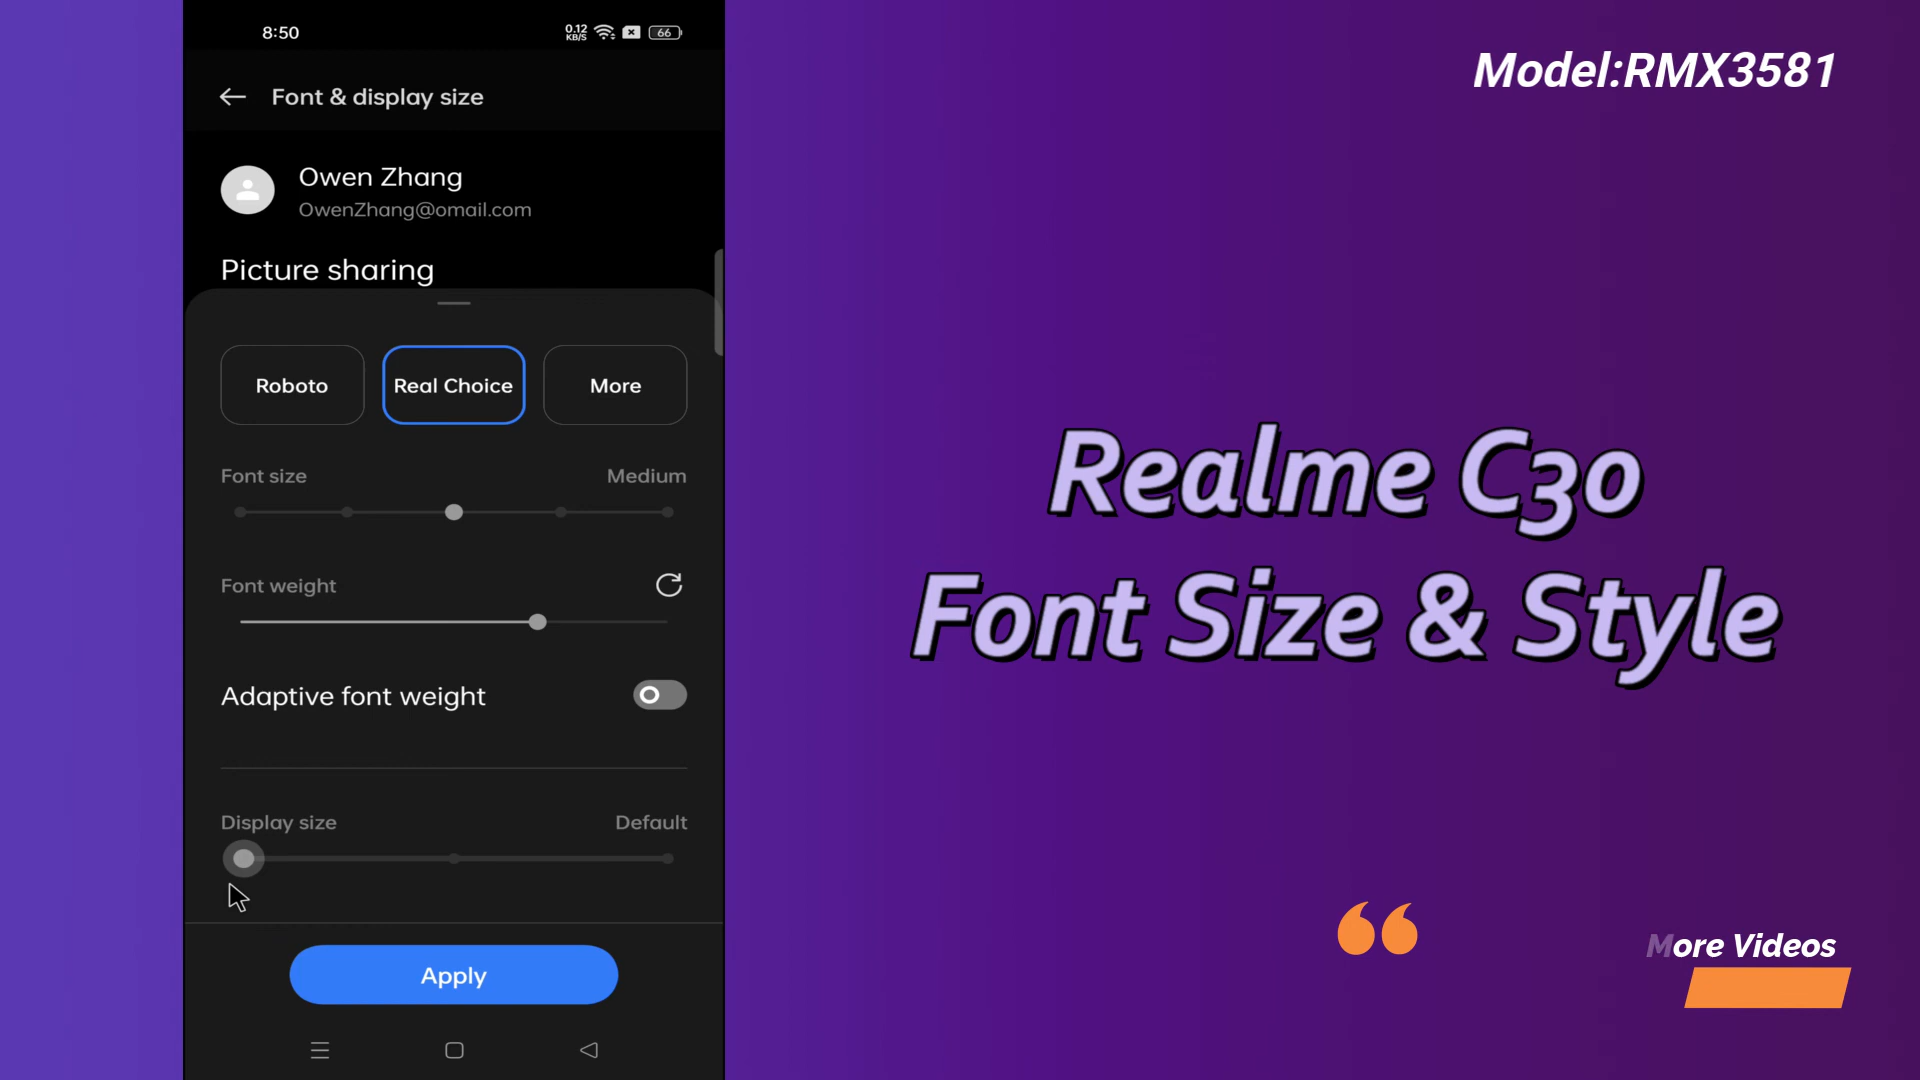 8:50
0.12
KB/S
66
Font & display size
Owen Zhang
OwenZhang@omail.com
Picture sharing
Roboto
Real Choice
More
Font size
Medium
Font weight
Adaptive font weight
Display size
Default
Apply
Model:RMX3581
Realme C30
Font Size & Style
More Videos